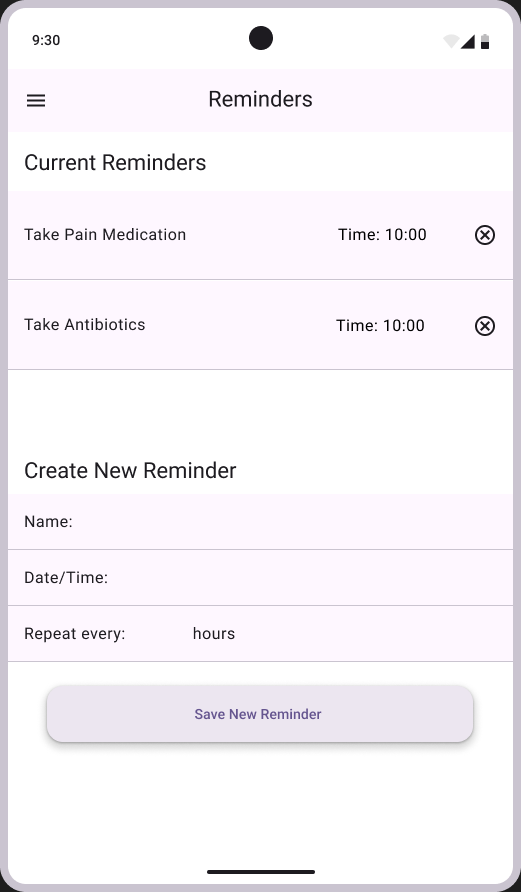 9:30
Reminders
Current Reminders
Take Pain Medication Time: 10:00
Take Antibiotics Time: 10:00
Create New Reminder
Name:
Date/Time:
Repeat every: hours
Save New Reminder